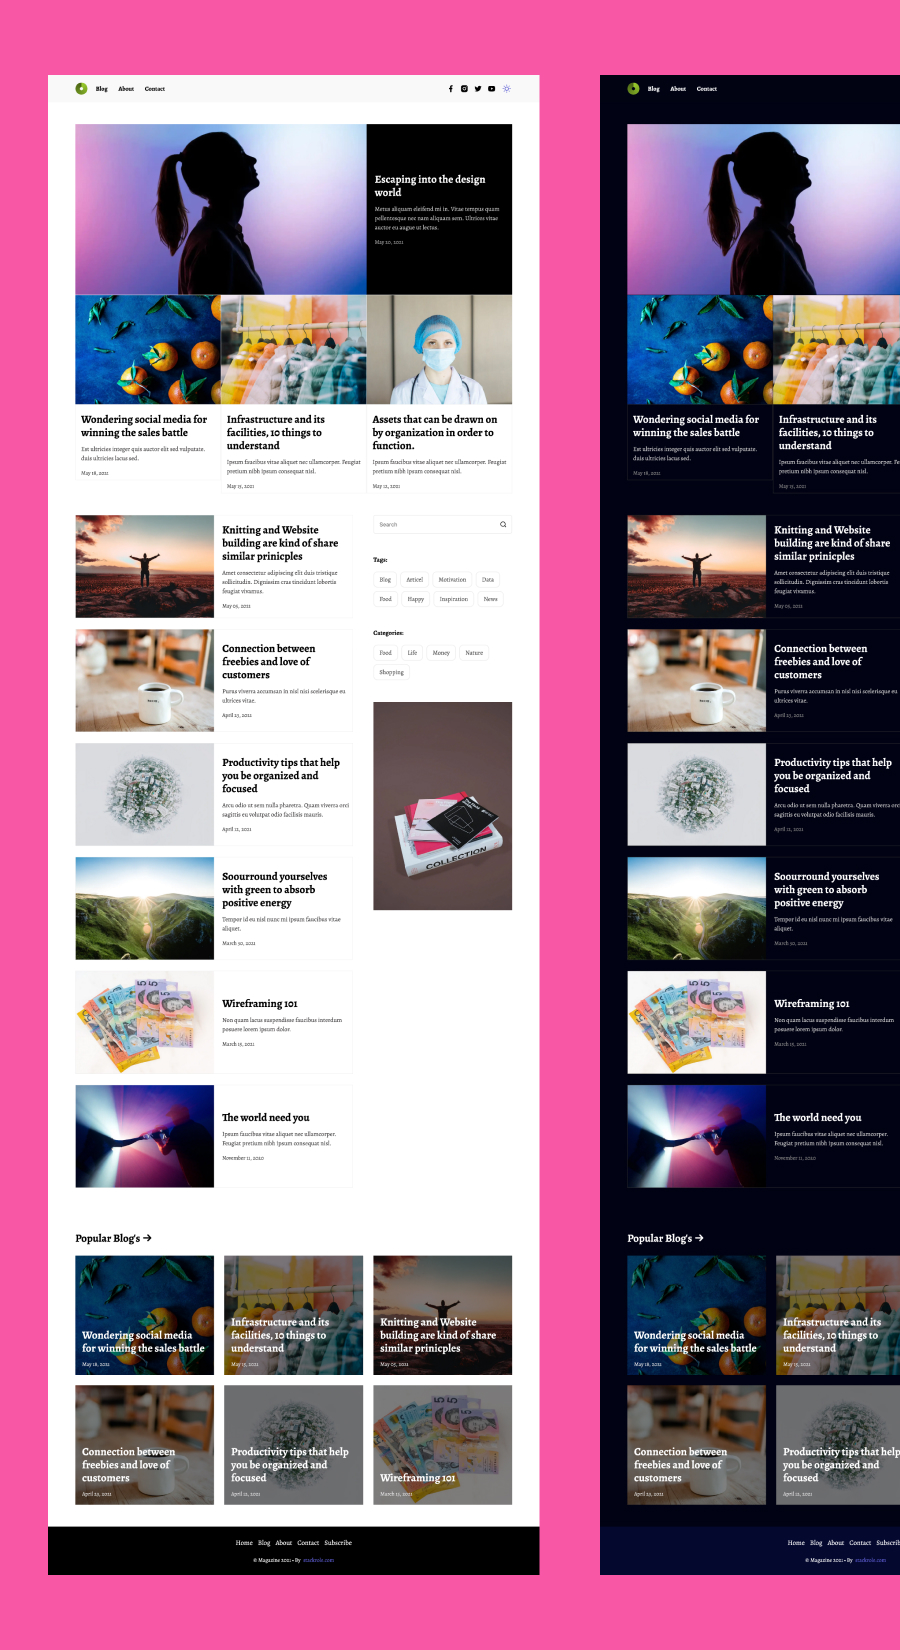 Blog About Contact
Escaping into the design
world
Metus aliquam eleifend mi in. Vitae tempus quam
pellentesque nec nam aliquam sem. Ultrices vitae
auctor eu augue ut lectus.
May 20, 2021
Wondering social media for
winning the sales battle
Est ultricies integer quis auctor elit sed vulputate.
duis ultricies lacus sed.
May 18, 2021
Infrastructure and its
facilities, 10 things to
understand
Ipsum faucibus vitae aliquet nec ullamcorper. Feugiat
pretium nibh ipsum consequat nisl.
May 15, 2021
Assets that can be drawn on
by organization in order to
function.
Ipsum faucibus vitae aliquet nec ullamcorper. Feugiat
pretium nibh ipsum consequat nisl.
May 12, 2021
Knitting and Website
building are kind of share
similar prinicples
Amet consectetur adipiscing elit duis tristique
sollicitudin. Dignissim cras tincidunt lobortis
feugiat vivamus.
May 05, 2021
Connection between
freebies and love of
customers
Purus viverra accumsan in nisl nisi scelerisque eu
ultrices vitae.
April 23, 2021
Productivity tips that help
you be organized and
focused
Arcu odio ut sem nulla pharetra. Quam viverra orci
sagittis eu volutpat odio facilisis mauris.
April 12, 2021
Soourround yourselves
with green to absorb
positive energy
Tempor id eu nisl nunc mi ipsum faucibus vitae
aliquet.
March 30, 2021
Wireframing 101
Non quam lacus suspendisse faucibus interdum
posuere lorem ipsum dolor.
March 15, 2021
The world need you
Ipsum faucibus vitae aliquet nec ullamcorper.
Feugiat pretium nibh ipsum consequat nisl.
November 11, 2020
Search
Tags:
Blog Articel Motivation Data
Food Happy Inspiration News
Categories:
Food Life Money Nature
Shopping
COLLECTION
Popular Blog's →
Wondering social media
for winning the sales battle
May 18, 2021
Infrastructure and its
facilities, 10 things to
understand
May 15, 2021
Knitting and Website
building are kind of share
similar prinicples
May 05, 2021
Connection between
freebies and love of
customers
April 23, 2021
Productivity tips that help
you be organized and
focused
April 12, 2021
Wireframing 101
March 15, 2021
Home Blog About Contact Subscribe
© Magazine 2021 - By
Blog About Contact
Wondering social media for
winning the sales battle
Est ultricies integer quis auctor elit sed vulputate.
duis ultricies lacus sed.
May 18, 2021
Infrastructure and its
facilities, 10 things to
understand
Ipsum faucibus vitae aliquet nec ullamcorper. Fe
pretium nibh ipsum consequat nisl.
May 15, 2021
Knitting and Website
building are kind of share
similar prinicples
Amet consectetur adipiscing elit duis tristique
sollicitudin. Dignissim cras tincidunt lobortis
feugiat vivamus.
May 05, 2021
Connection between
freebies and love of
customers
Purus viverra accumsan in nisl nisi scelerisque eu
ultrices vitae.
April 23, 2021
Productivity tips that help
you be organized and
focused
Arcu odio ut sem nulla pharetra. Quam viverra orc
sagittis eu volutpat odio facilisis mauris.
April 12, 2021
Soourround yourselves
with green to absorb
positive energy
Tempor id eu nisl nunc mi ipsum faucibus vitae
aliquet.
March 30, 2021
Wireframing 101
Non quam lacus suspendisse faucibus interdum
posuere lorem ipsum dolor.
March 15, 2021
The world need you
Ipsum faucibus vitae aliquet nec ullamcorper.
Feugiat pretium nibh ipsum consequat nisl.
November 11, 2020
Popular Blog's →
Wondering social media
for winning the sales battle
May 18, 2021
Infrastructure and its
facilities, 10 things to
understand
May 15, 2021
Connection between
freebies and love of
customers
April 23, 2021
Productivity tips that help
you be organized and
focused
April 12, 2021
Home Blog About Contact Subscribe
© Magazine 2021 - By